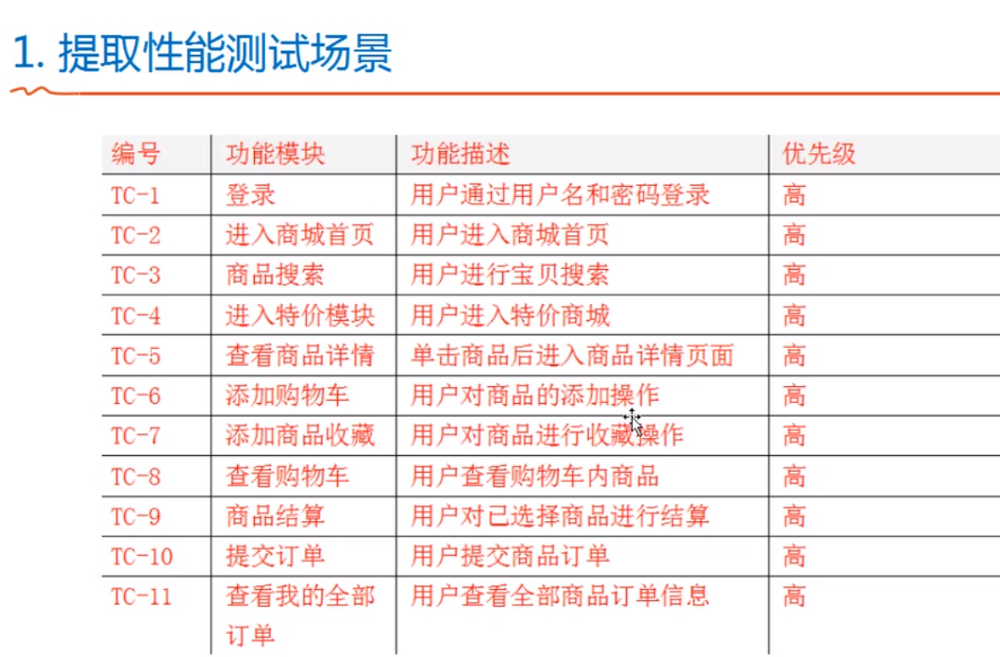 1. 提取性能测试场景
编号 功能模块 功能描述 优先级
TC-1 登录 用户通过用户名和密码登录 高
TC-2 进入商城首页 用户进入商城首页 高
TC-3 商品搜索 用户进行宝贝搜索 高
TC-4 进入特价模块 用户进入特价商城 高
TC-5 查看商品详情 单击商品后进入商品详情页面 高
TC-6 添加购物车 用户对商品的添加操作 高
TC-7 添加商品收藏 用户对商品进行收藏操作 高
TC-8 查看购物车 用户查看购物车内商品 高
TC-9 商品结算 用户对已选择商品进行结算 高
TC-10 提交订单 用户提交商品订单 高
TC-11 查看我的全部 用户查看全部商品订单信息 高
订单